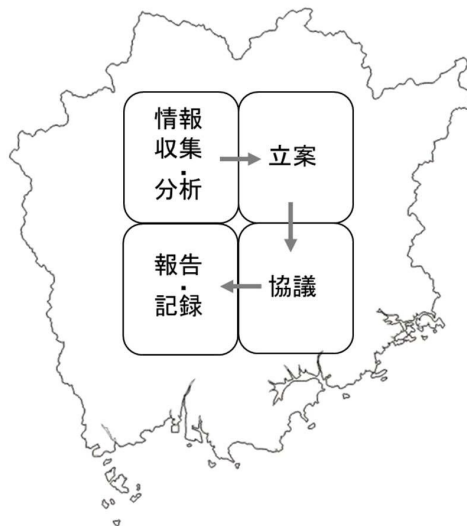 情報
収集
・
分析
立案
協議
報告
・
記録